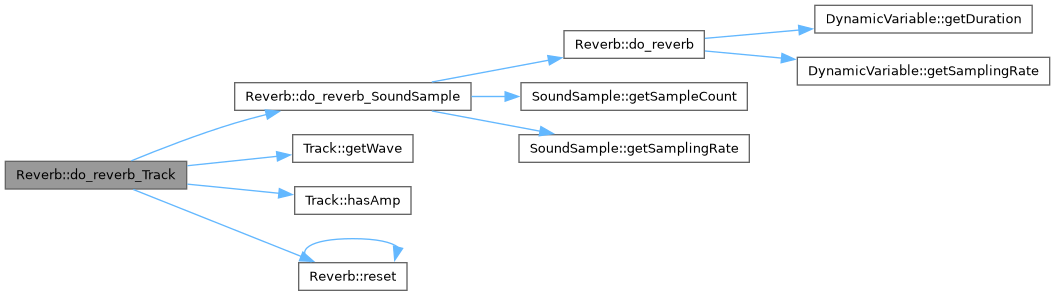 Reverb::do_reverb_Track
Reverb::do_reverb_SoundSample
Reverb::do_reverb
DynamicVariable::getDuration
DynamicVariable::getSamplingRate
SoundSample::getSampleCount
SoundSample::getSamplingRate
Track::getWave
Track::hasAmp
Reverb::reset